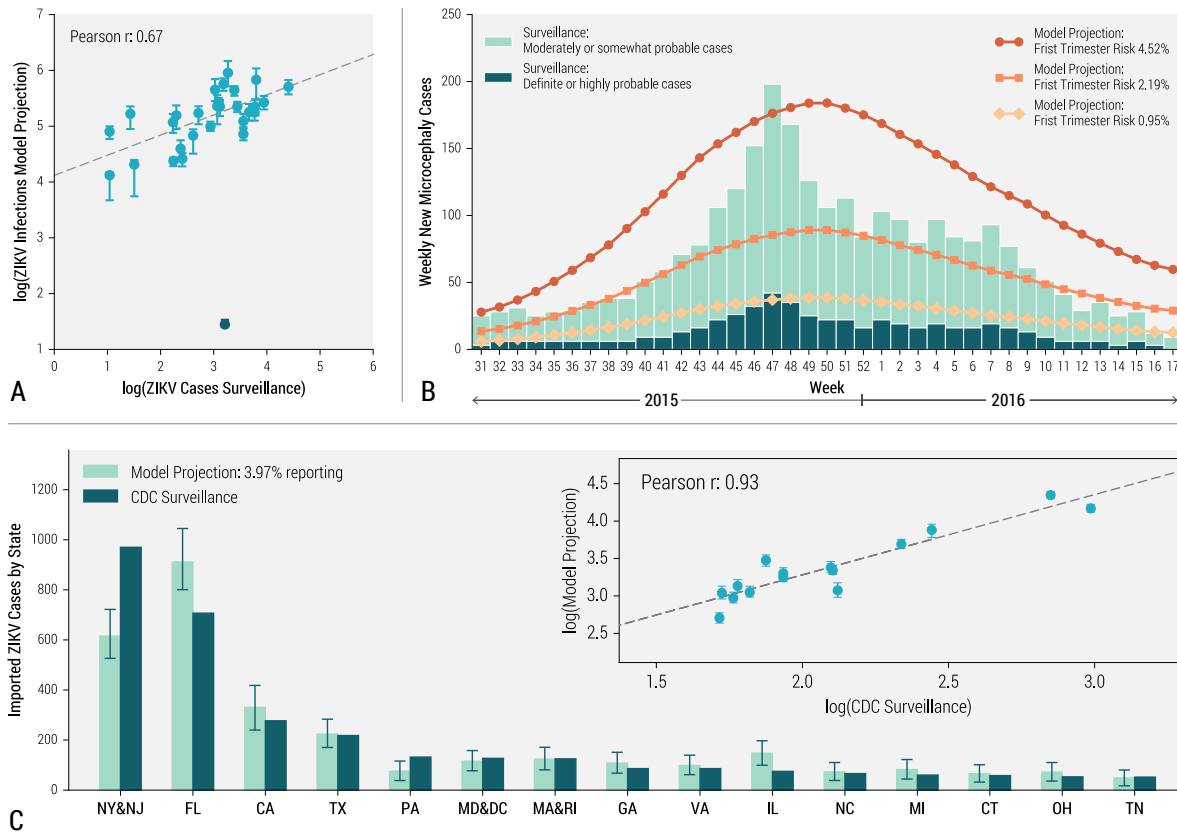 Pearson r: 0.67
log(ZIKV Infections Model Projection)
7
6
5
4
3
2
1
0 1 2 3 4 5 6
log(ZIKV Cases Surveillance)
A
Surveillance:
Moderately or somewhat probable cases
Surveillance:
Definite or highly probable cases
Model Projection:
Frist Trimester Risk 4.52%
Model Projection:
Frist Trimester Risk 2,19%
Model Projection:
Frist Trimester Risk 0,95%
Weekly New Microcephaly Cases
250
200
150
100
50
0
31 32 33 34 35 36 37 38 39 40 41 42 43 44 45 46 47 48 49 50 51 52 1 2 3 4 5 6 7 8 9 10 11 12 13 14 15 16 17
Week
2015 2016
B
Model Projection: 3.97% reporting
CDC Surveillance
Imported ZIKV Cases by State
1200
1000
800
600
400
200
0
NY&NJ FL CA TX PA MD&DC MA&RI GA VA IL NC MI CT OH TN
Pearson r: 0.93
log(Model Projection)
4.5
4.0
3.5
3.0
2.5
1.5 2.0 2.5 3.0
log(CDC Surveillance)
C